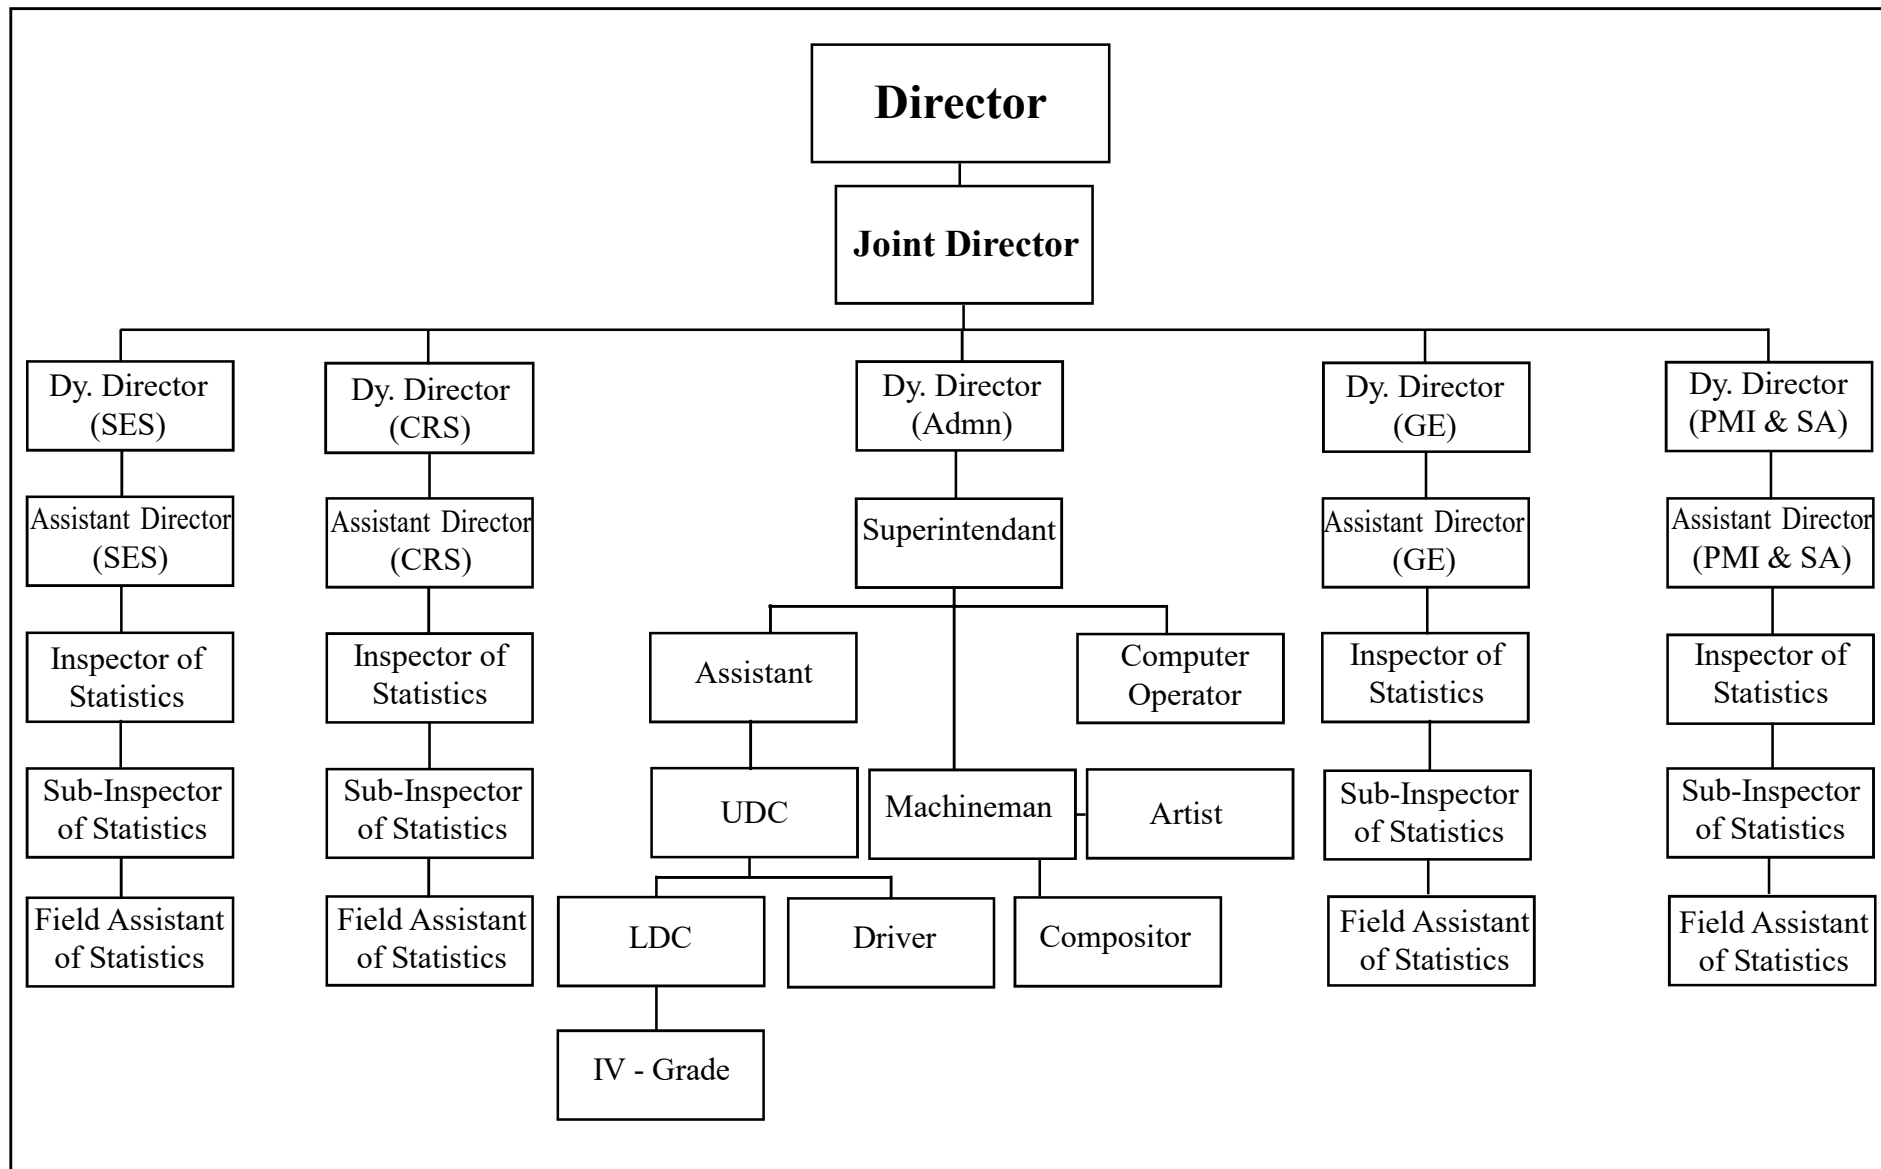 Director
Joint Director
Dy. Director
(SES)
Dy. Director
(CRS)
Dy. Director
(Admn)
Dy. Director
(GE)
Dy. Director
(PMI & SA)
Assistant Director
(SES)
Assistant Director
(CRS)
Superintendant
Assistant Director
(GE)
Assistant Director
(PMI & SA)
Inspector of
Statistics
Inspector of
Statistics
Assistant
Computer
Operator
Inspector of
Statistics
Inspector of
Statistics
Sub-Inspector
of Statistics
Sub-Inspector
of Statistics
UDC
Machineman
Artist
Sub-Inspector
of Statistics
Sub-Inspector
of Statistics
Field Assistant
of Statistics
Field Assistant
of Statistics
LDC
Driver
Compositor
Field Assistant
of Statistics
Field Assistant
of Statistics
IV - Grade